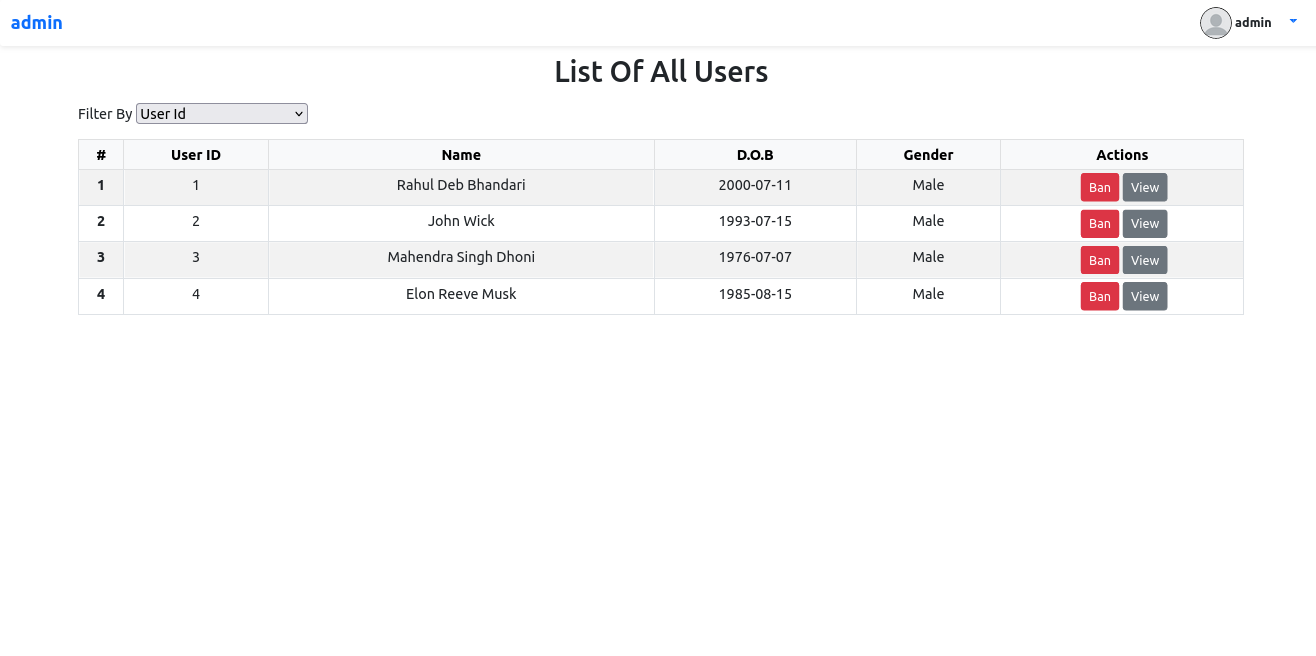 admin admin
List Of All Users
Filter By User Id
# User ID Name D.O.B Gender Actions
1 1 Rahul Deb Bhandari 2000-07-11 Male Ban View
2 2 John Wick 1993-07-15 Male Ban View
3 3 Mahendra Singh Dhoni 1976-07-07 Male Ban View
4 4 Elon Reeve Musk 1985-08-15 Male Ban View